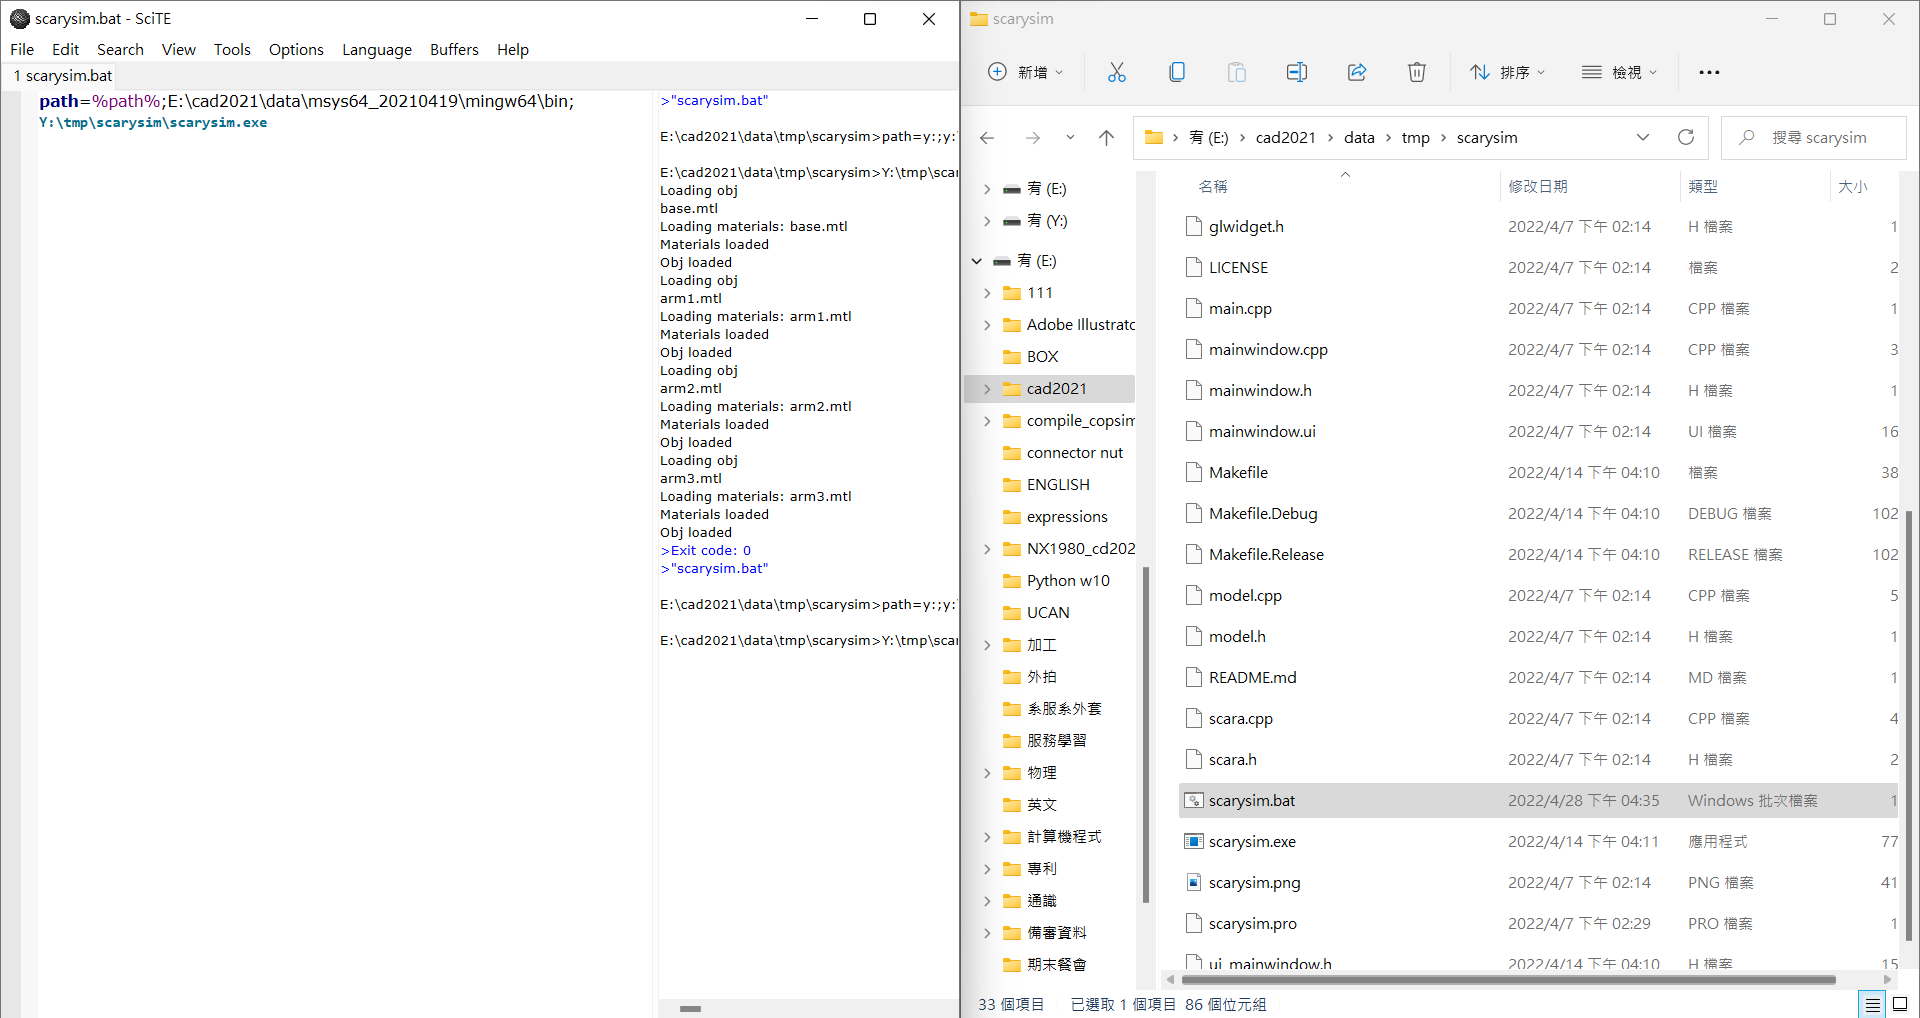 scarysim.bat - SciTE
File Edit Search View Tools Options Language Buffers Help
1 scarysim.bat
path=%path%;E:\cad2021\data\msys64_20210419\mingw64\bin;
Y:\tmp\scarysim\scarysim.exe
>"scarysim.bat"
E:\cad2021\data\tmp\scarysim>path=y:;y:
E:\cad2021\data\tmp\scarysim>Y:\tmp\scar
Loading obj
base.mtl
Loading materials: base.mtl
Materials loaded
Obj loaded
Loading obj
arm1.mtl
Loading materials: arm1.mtl
Materials loaded
Obj loaded
Loading obj
arm2.mtl
Loading materials: arm2.mtl
Materials loaded
Obj loaded
Loading obj
arm3.mtl
Loading materials: arm3.mtl
Materials loaded
Obj loaded
>Exit code: 0
>"scarysim.bat"
E:\cad2021\data\tmp\scarysim>path=y:;y:
E:\cad2021\data\tmp\scarysim>Y:\tmp\scar
scarysim
新增 排序 檢視
宥 (E:) cad2021 data tmp scarysim
搜尋 scarysim
宥 (E:)
宥 (Y:)
宥 (E:)
111
Adobe Illustratc
BOX
cad2021
compile_copsim
connector nut
ENGLISH
expressions
NX1980_cd202
Python w10
UCAN
加工
外拍
系服系外套
服務學習
物理
英文
計算機程式
專利
通識
備審資料
期末餐會
名稱 修改日期 類型 大小
glwidget.h 2022/4/7 下午 02:14 H 檔案 1
LICENSE 2022/4/7 下午 02:14 檔案 2
main.cpp 2022/4/7 下午 02:14 CPP 檔案 1
mainwindow.cpp 2022/4/7 下午 02:14 CPP 檔案 3
mainwindow.h 2022/4/7 下午 02:14 H 檔案 1
mainwindow.ui 2022/4/7 下午 02:14 UI 檔案 16
Makefile 2022/4/14 下午 04:10 檔案 38
Makefile.Debug 2022/4/14 下午 04:10 DEBUG 檔案 102
Makefile.Release 2022/4/14 下午 04:10 RELEASE 檔案 102
model.cpp 2022/4/7 下午 02:14 CPP 檔案 5
model.h 2022/4/7 下午 02:14 H 檔案 1
README.md 2022/4/7 下午 02:14 MD 檔案 1
scara.cpp 2022/4/7 下午 02:14 CPP 檔案 4
scara.h 2022/4/7 下午 02:14 H 檔案 2
scarysim.bat 2022/4/28 下午 04:35 Windows 批次檔案 1
scarysim.exe 2022/4/14 下午 04:11 應用程式 77
scarysim.png 2022/4/7 下午 02:14 PNG 檔案 41
scarysim.pro 2022/4/7 下午 02:29 PRO 檔案 1
ui_mainwindow.h 2022/4/14 下午 04:10 H 檔案 15
33 個項目 已選取 1 個項目 86 個位元組